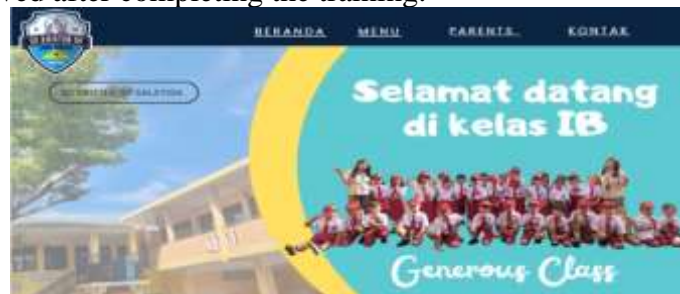 ved after completing the training.
BERANDA MENU PARENTS KONTAK
Selamat datang
di kelas IB
Generous Class